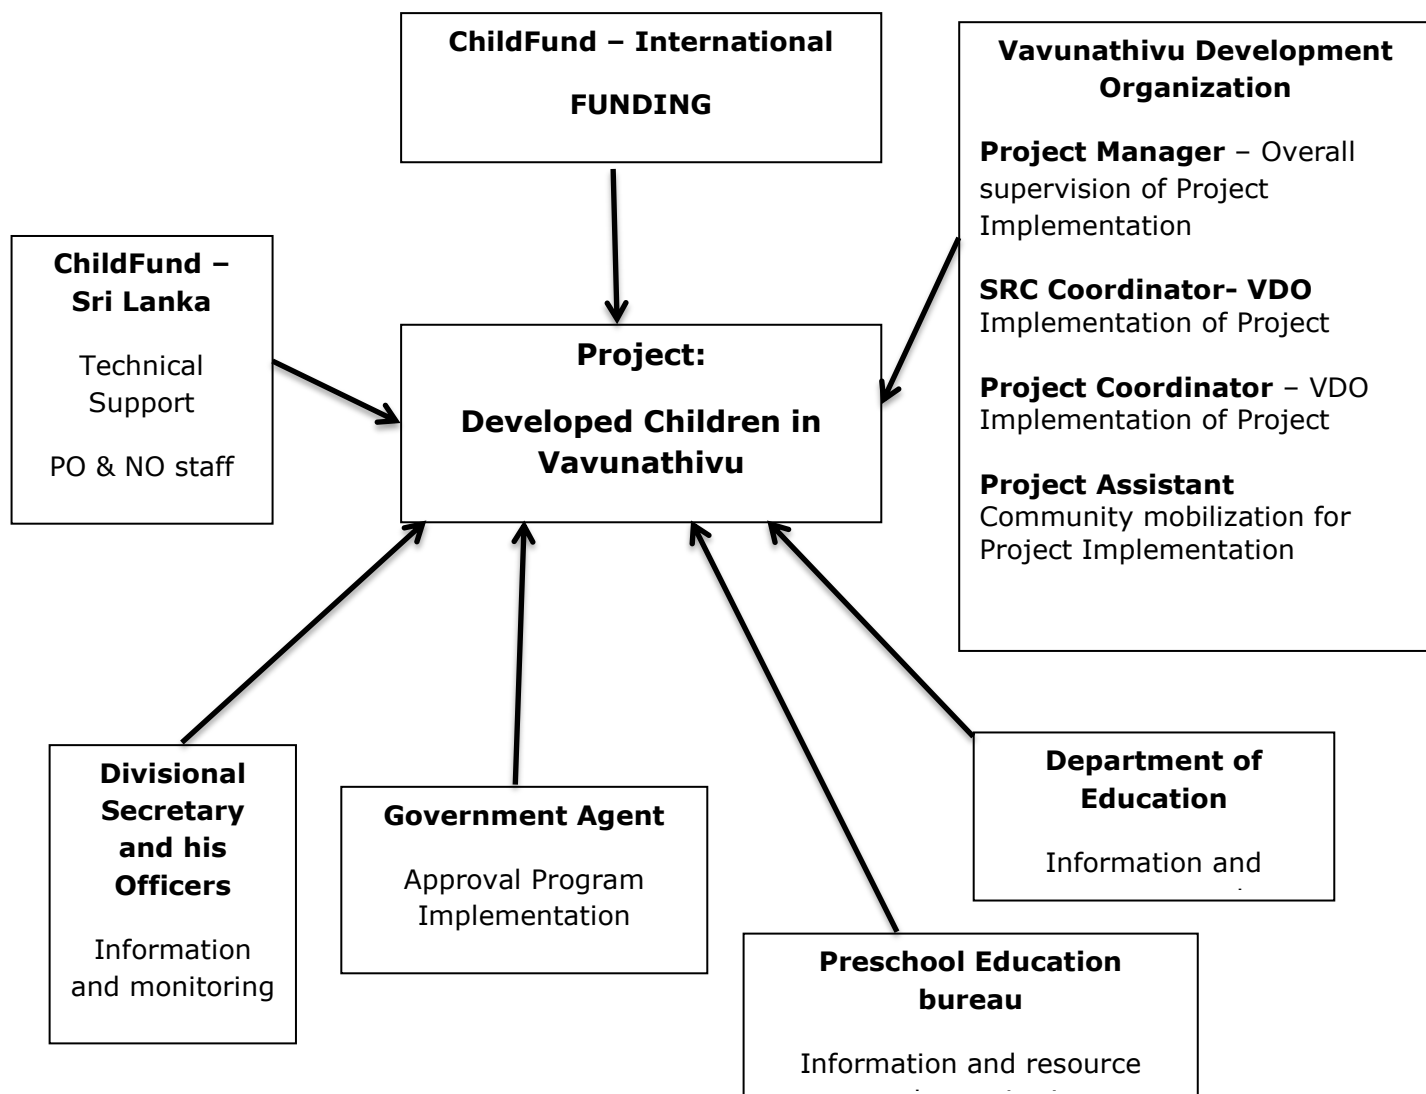 ChildFund – International
FUNDING
Vavunathivu Development
Organization
Project Manager – Overall
supervision of Project
Implementation
SRC Coordinator- VDO
Implementation of Project
Project Coordinator – VDO
Implementation of Project
Project Assistant
Community mobilization for
Project Implementation
ChildFund –
Sri Lanka
Technical
Support
PO & NO staff
Project:
Developed Children in
Vavunathivu
Divisional
Secretary
and his
Officers
Information
and monitoring
Government Agent
Approval Program
Implementation
Preschool Education
bureau
Information and resource
Department of
Education
Information and